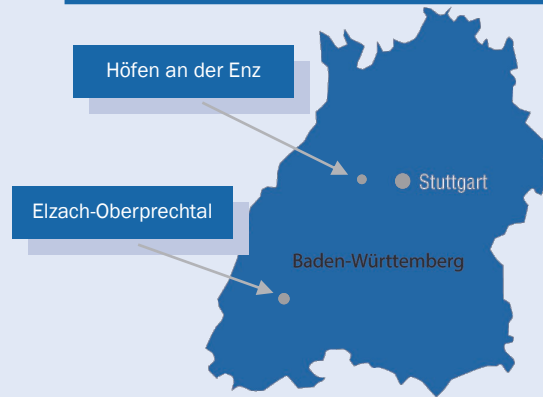 Höfen an der Enz
Stuttgart
Elzach-Oberprechtal
Baden-Württemberg